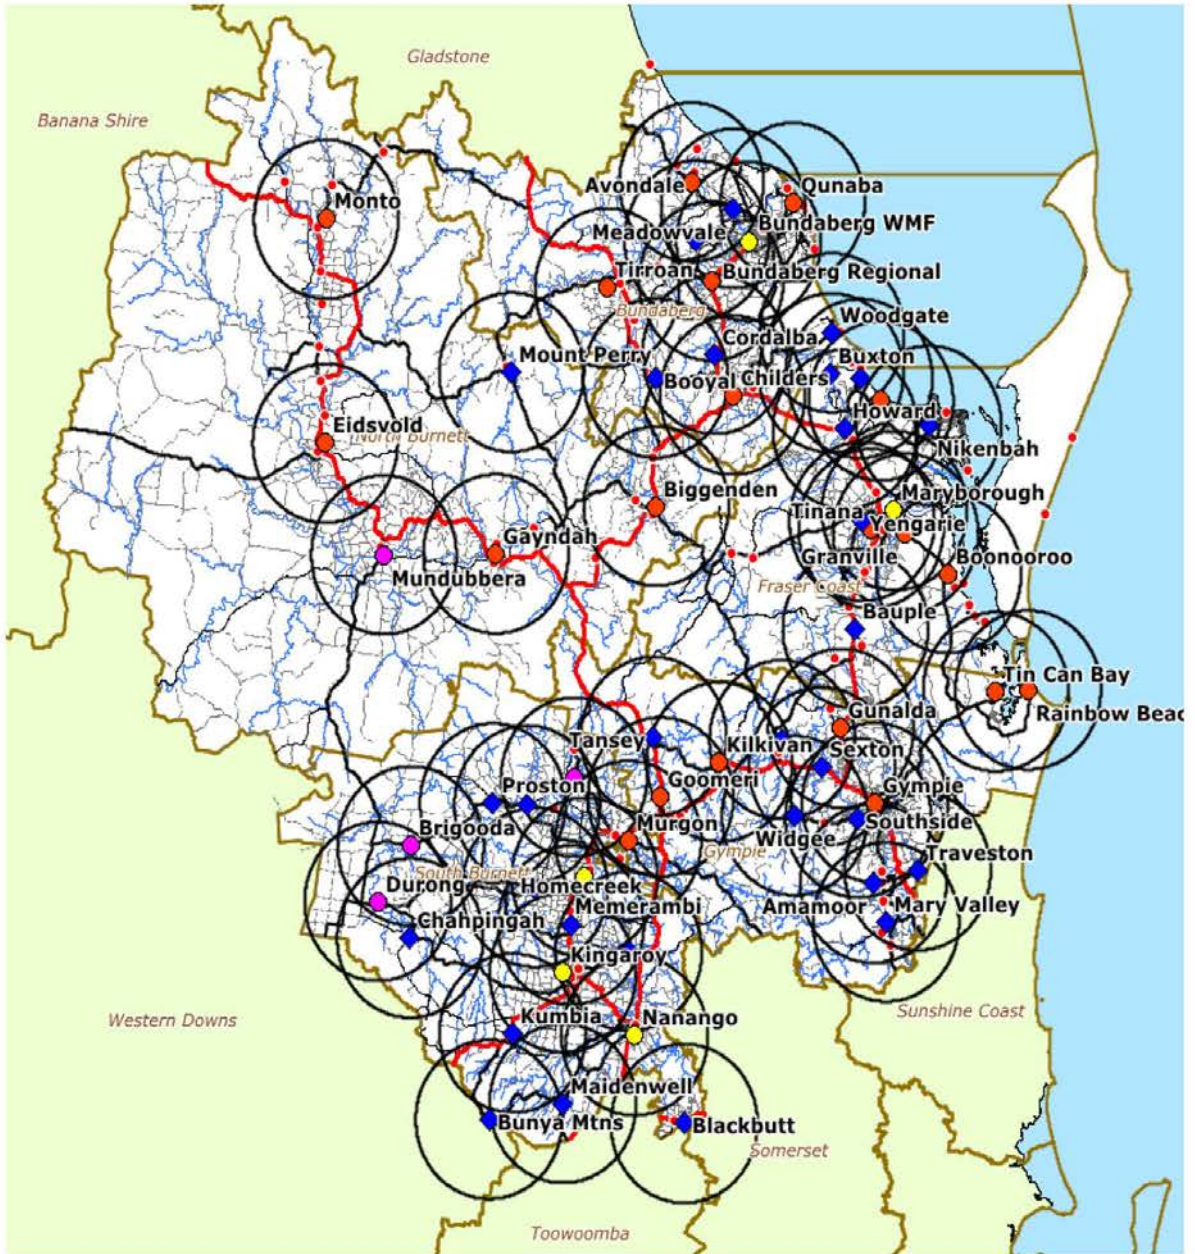 Gladstone
Banana Shire
Monto
Avondale
Qunaba
Bundaberg WMF
Meadowvale
Tirroan
Bundaberg Regional
Bundaberg
Woodgate
Cordalba
Mount Perry
Buxton
Booyal
Childers
Howard
Eidsvold
North Burnett
Nikenbah
Biggenden
Maryborough
Tinana
Yengarie
Gayndah
Granville
Boonooroo
Mundubbera
Fraser Coast
Bauple
Tin Can Bay
Rainbow Beac
Gunalda
Tansey
Kilkivan
Sexton
Goomeri
Proston
Gympie
Brigooda
Murgon
Southside
Widgee
Gympie
Traveston
South Burnett
Durong
Homecreek
Memerambi
Amamoor
Mary Valley
Chahpingah
Kingaroy
Sunshine Coast
Western Downs
Kumbia
Nanango
Maidenwell
Bunya Mtns
Blackbutt
Somerset
Toowoomba